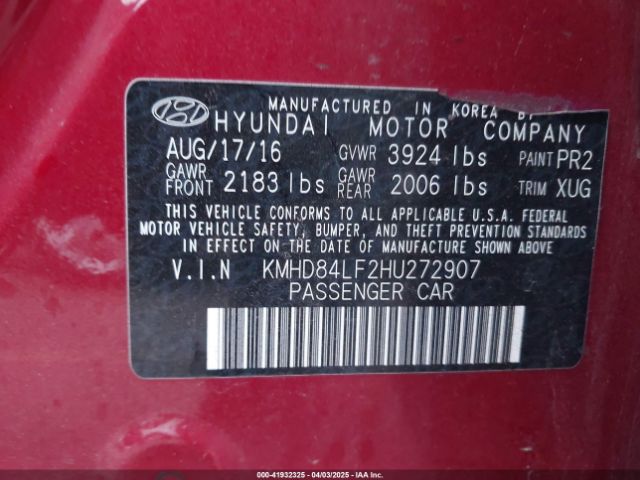 MANUFACTURED IN KOREA BY
HYUNDAI MOTOR COMPANY
AUG/17/16 GVWR 3924 lbs PAINT PR2
GAWR FRONT 2183 lbs GAWR REAR 2006 lbs TRIM XUG
THIS VEHICLE CONFORMS TO ALL APPLICABLE U.S.A. FEDERAL
MOTOR VEHICLE SAFETY, BUMPER, AND THEFT PREVENTION STANDARDS
IN EFFECT ON THE DATE OF MANUFACTURE SHOWN ABOVE.
V.I.N KMHD84LF2HU272907
PASSENGER CAR
000-41932325 04/03/2025 IAAI.com